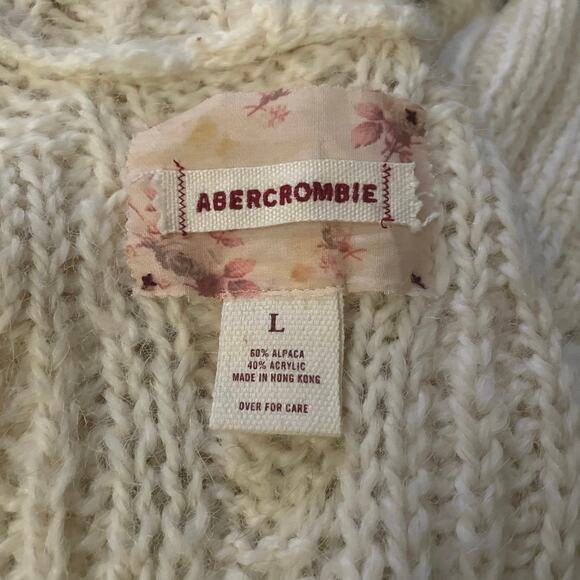 ABERCROMBIE
L
60% ALPACA
40% ACRYLIC
MADE IN HONG KONG
OVER FOR CARE